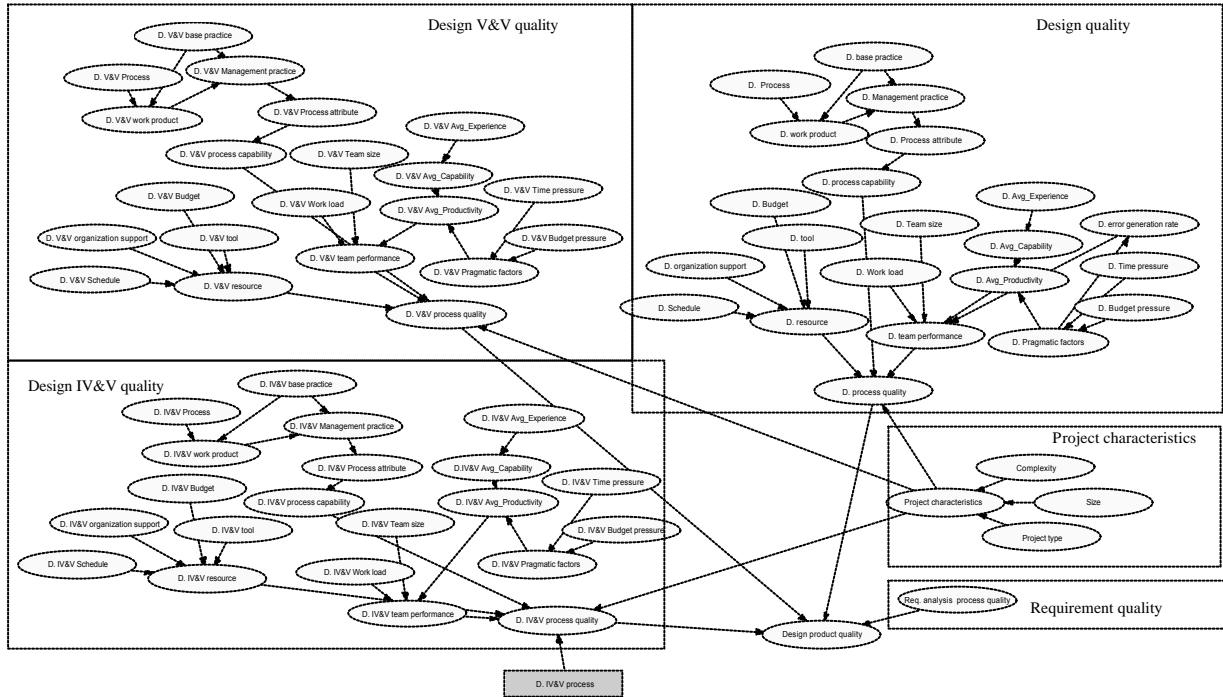 Design V&V quality
D. V&V base practice
D. V&V Process
D. V&V Management practice
D. V&V work product
D. V&V Process attribute
D. V&V Avg_Experience
D. V&V process capability
D. V&V Team size
D. V&V Avg_Capability
D. V&V Time pressure
D. V&V Budget
D. V&V Work load
D. V&V Avg_Productivity
D. V&V organization support
D. V&V tool
D. V&V Budget pressure
D. V&V team performance
D. V&V Pragmatic factors
D. V&V Schedule
D. V&V resource
D. V&V process quality
Design quality
D. base practice
D.  Process
D. Management practice
D. work product
D. Process attribute
D. process capability
D. Avg_Experience
D. Budget
D. Team size
D. error generation rate
D. tool
D. Avg_Capability
D. organization support
D. Work load
D. Time pressure
D. Avg_Productivity
D. Schedule
D. resource
D. Budget pressure
D. team performance
D. Pragmatic factors
D. process quality
Design IV&V quality
D. IV&V base practice
D. IV&V Process
D. IV&V Management practice
D. IV&V Avg_Experience
D. IV&V work product
D. IV&V Process attribute
D.IV&V Avg_Capability
D. IV&V Time pressure
D. IV&V Budget
D. IV&V process capability
D. IV&V Avg_Productivity
D. IV&V organization support
D. IV&V tool
D. IV&V Team size
D. IV&V Budget pressure
D. IV&V Schedule
D. IV&V resource
D. IV&V Work load
D. IV&V Pragmatic factors
D. IV&V team performance
D. IV&V process quality
D. IV&V process
Project characteristics
Complexity
Project characteristics
Size
Project type
Req. analysis  process quality
Requirement quality
Design product quality